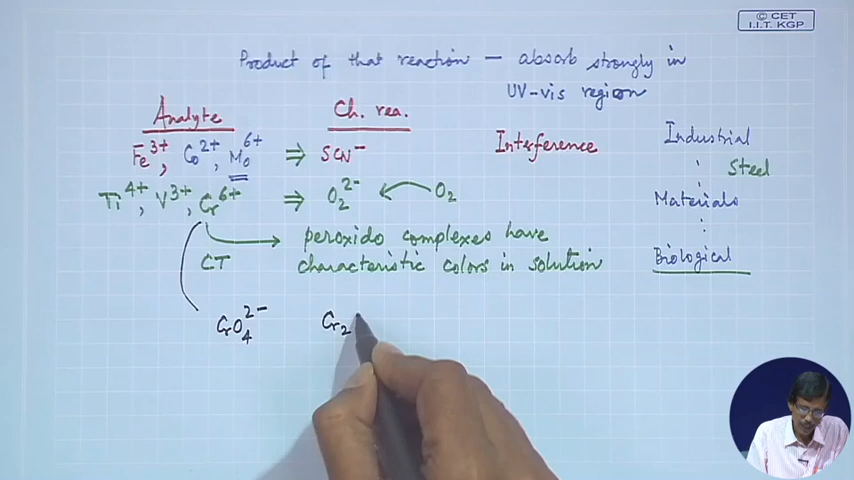 © CET
I.I.T. KGP
Product of that reaction — absorb strongly in
UV-vis region
Analyte Ch. rea.
Fe³⁺, Co²⁺, Mo⁶⁺ ⇒ SCN⁻ Interference Industrial
Steel
Ti⁴⁺, V³⁺, Cr⁶⁺ ⇒ O₂²⁻ ← O₂ Materials
CT → peroxido complexes have
characteristic colors in solution Biological
CrO₄²⁻ Cr₂